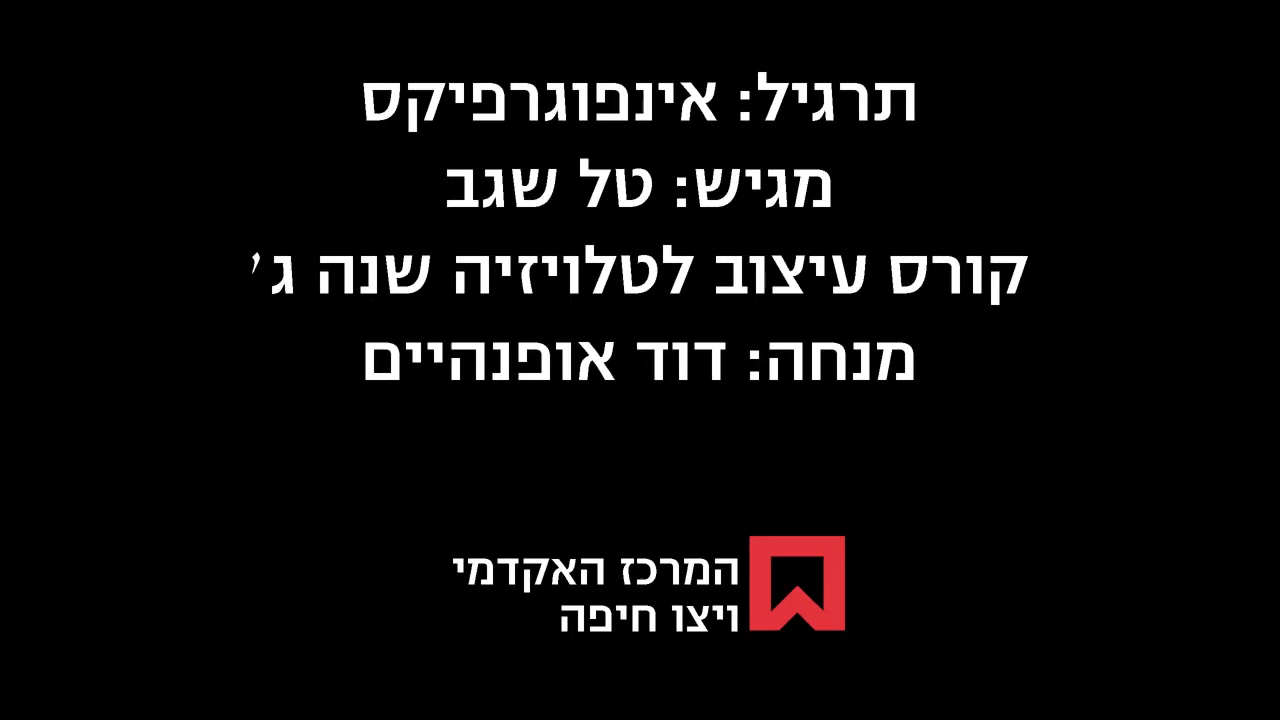 תרגיל: אינפוגרפיקס
מגיש: טל שגב
קורס עיצוב לטלויזיה שנה ג׳
מנחה: דוד אופנהיים
המרכז האקדמי
ויצו חיפה